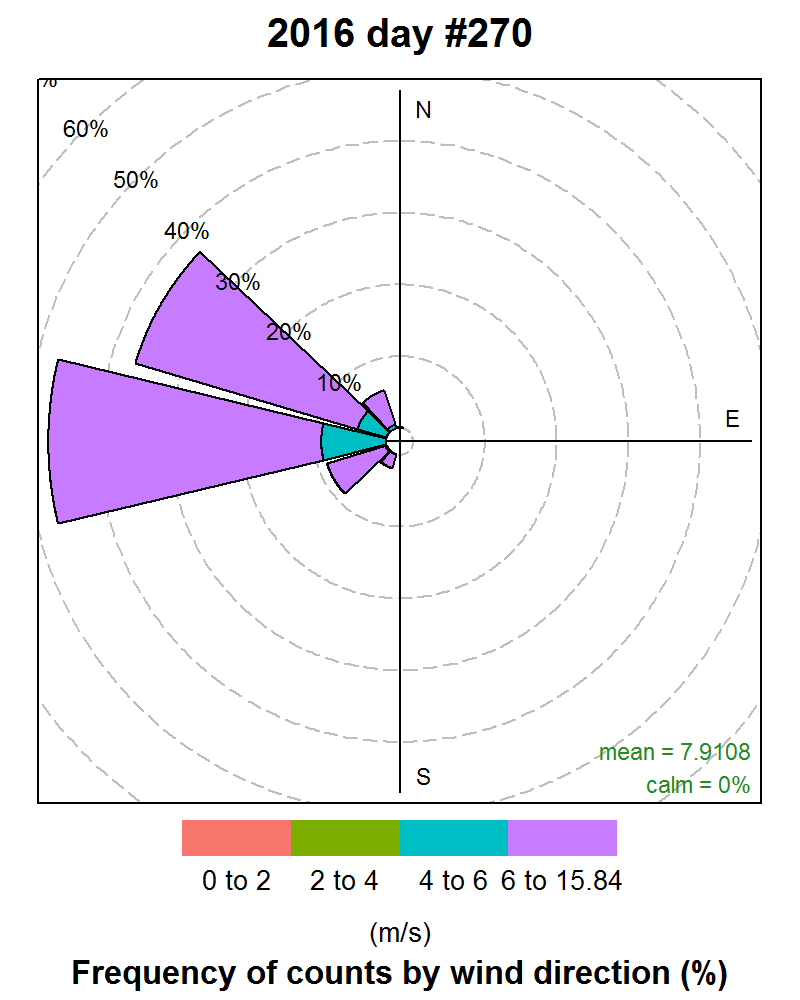 2016 day #270
%
60%
50%
40%
30%
20%
10%
N
E
S
mean = 7.9108
calm = 0%
0 to 2 2 to 4 4 to 6 6 to 15.84
(m/s)
Frequency of counts by wind direction (%)